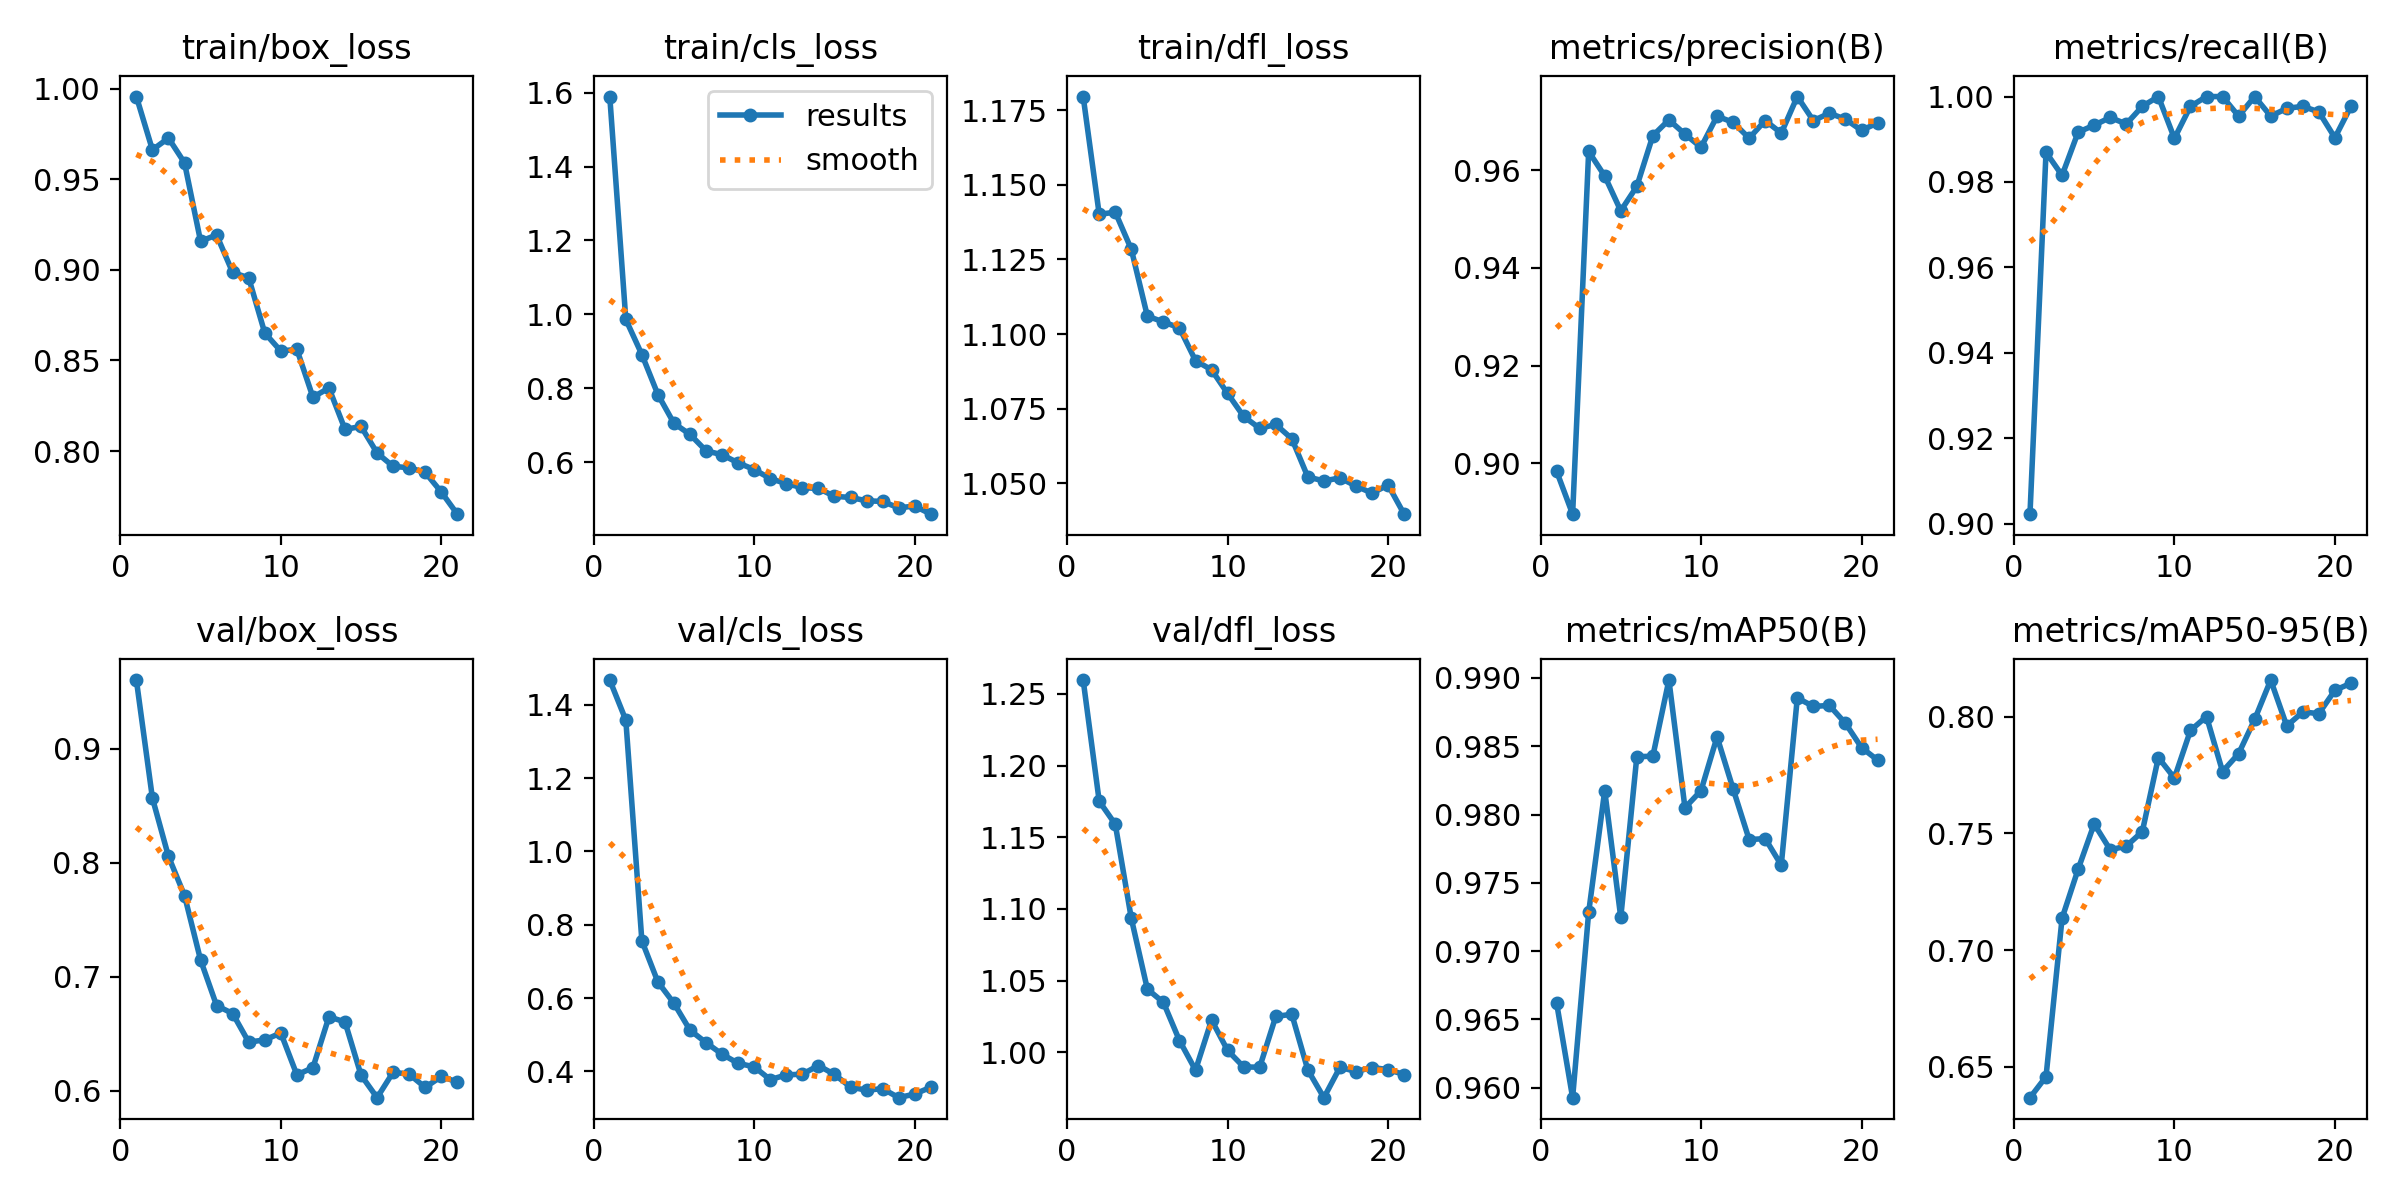 train/box_loss
1.00
0.95
0.90
0.85
0.80
0 10 20
train/cls_loss
results
smooth
1.6
1.4
1.2
1.0
0.8
0.6
0 10 20
train/dfl_loss
1.175
1.150
1.125
1.100
1.075
1.050
0 10 20
metrics/precision(B)
0.96
0.94
0.92
0.90
0 10 20
metrics/recall(B)
1.00
0.98
0.96
0.94
0.92
0.90
0 10 20
val/box_loss
0.9
0.8
0.7
0.6
0 10 20
val/cls_loss
1.4
1.2
1.0
0.8
0.6
0.4
0 10 20
val/dfl_loss
1.25
1.20
1.15
1.10
1.05
1.00
0 10 20
metrics/mAP50(B)
0.990
0.985
0.980
0.975
0.970
0.965
0.960
0 10 20
metrics/mAP50-95(B)
0.80
0.75
0.70
0.65
0 10 20